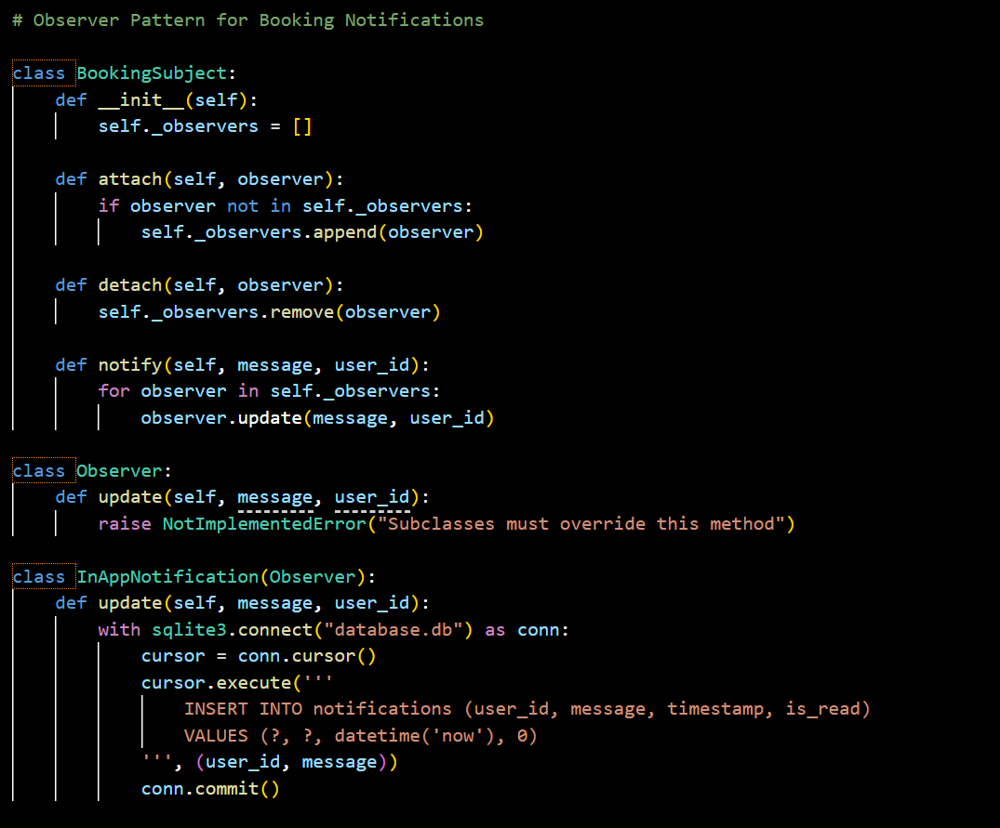 # Observer Pattern for Booking Notifications
class BookingSubject:
    def __init__(self):
        self._observers = []
    def attach(self, observer):
        if observer not in self._observers:
            self._observers.append(observer)
    def detach(self, observer):
        self._observers.remove(observer)
    def notify(self, message, user_id):
        for observer in self._observers:
            observer.update(message, user_id)
class Observer:
    def update(self, message, user_id):
        raise NotImplementedError("Subclasses must override this method")
class InAppNotification(Observer):
    def update(self, message, user_id):
        with sqlite3.connect("database.db") as conn:
            cursor = conn.cursor()
            cursor.execute('''
                INSERT INTO notifications (user_id, message, timestamp, is_read)
                VALUES (?, ?, datetime('now'), 0)
            ''', (user_id, message))
            conn.commit()